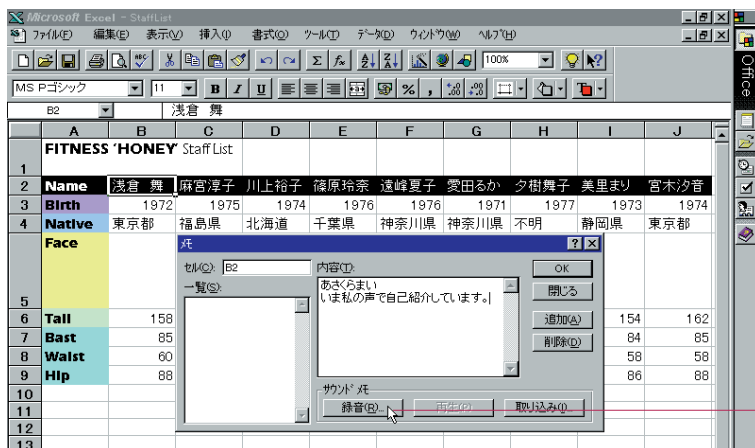 Microsoft Excel - StaffList
ファイル(F) 編集(E) 表示(V) 挿入(I) 書式(O) ツール(T) データ(D) ウィンドウ(W) ヘルプ(H)
100%
MS Pゴシック 11 B I U % ,
B2 浅倉 舞
Office
A B C D E F G H I J
FITNESS 'HONEY' Staff List
1
2 Name 浅倉 舞 麻宮淳子 川上裕子 篠原玲奈 遠峰夏子 愛田るか 夕樹舞子 美里まり 宮木汐音
3 Birth 1972 1975 1974 1976 1976 1971 1977 1973 1974
4 Native 東京都 福島県 北海道 千葉県 神奈川県 神奈川県 不明 静岡県 東京都
5 Face
6 Tall 158 154 162
7 Bast 85 84 85
8 Waist 60 58 58
9 Hip 88 86 88
10
11
12
13
メモ
セル(C): B2 内容(T): OK
一覧(S): あさくらまい
いま私の声で自己紹介しています。
閉じる
追加(A)
削除(D)
サウンド メモ
録音(R)... 再生(P) 取り込み(I)...